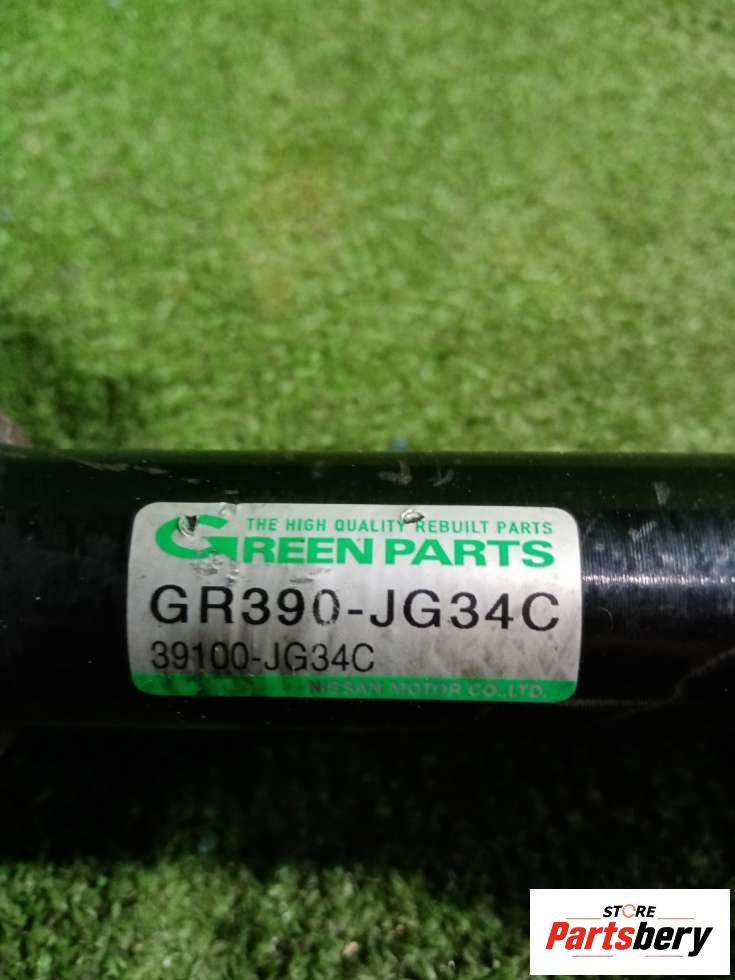 THE HIGH QUALITY REBUILT PARTS
GREEN PARTS
GR390-JG34C
39100-JG34C
NISSAN MOTOR CO.,LTD.
STORE
Partsbery